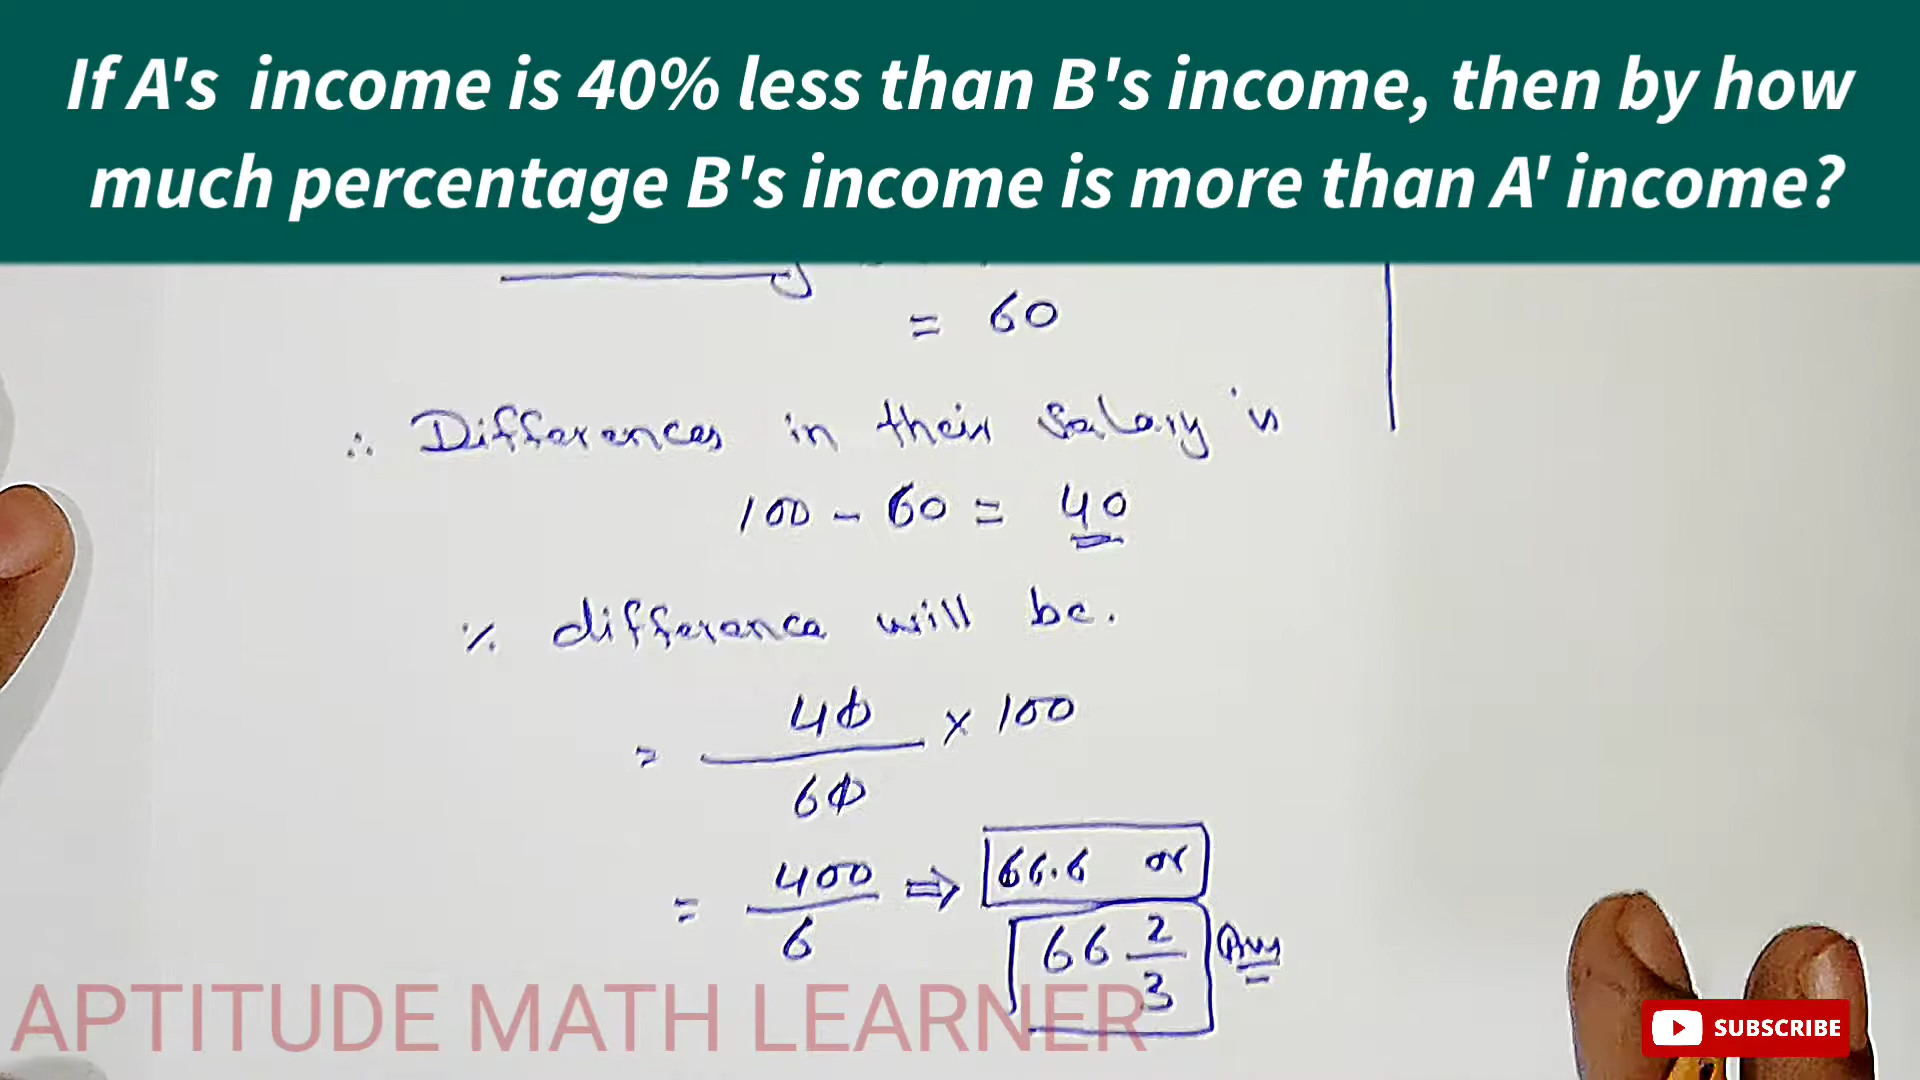 If A's income is 40% less than B's income, then by how
much percentage B's income is more than A' income?
= 60
∴ Differences in their Salary is
100 - 60 = 40
% difference will be.
= 40/60 × 100
= 400/6 ⇒ 66.6 or
66 2/3 Ans
APTITUDE MATH LEARNER
SUBSCRIBE